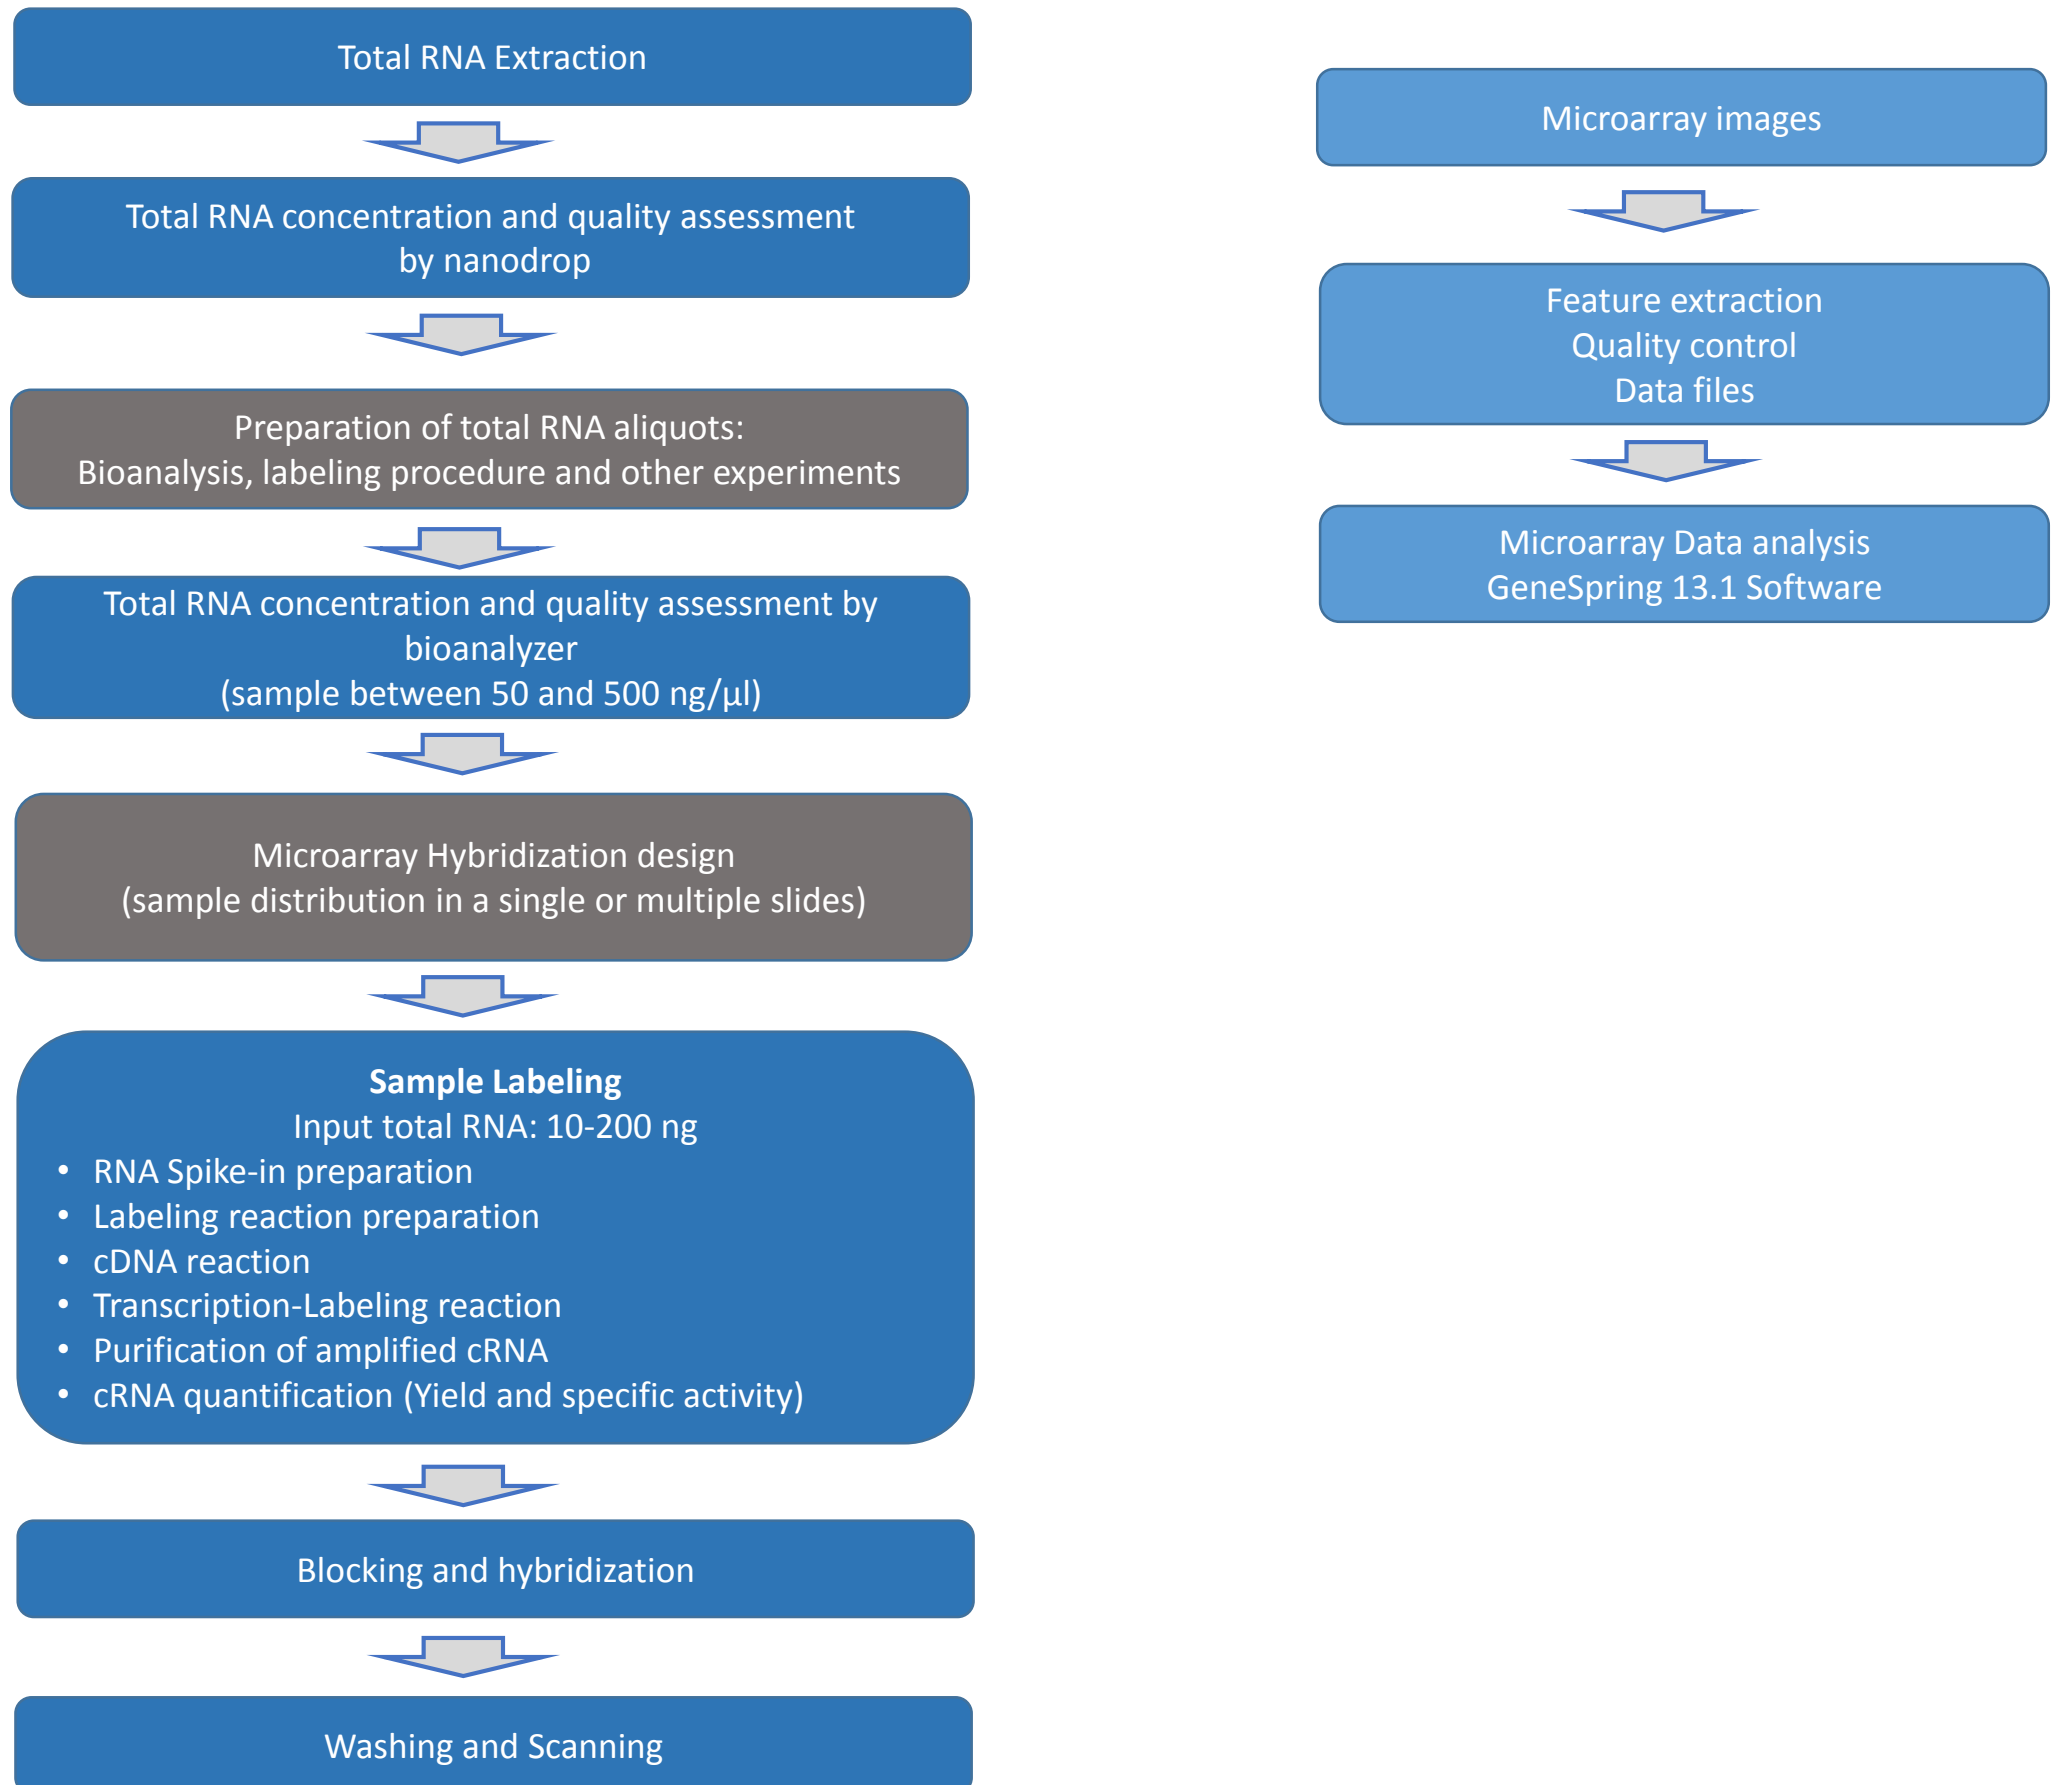 Total RNA Extraction
Total RNA concentration and quality assessment
by nanodrop
Preparation of total RNA aliquots:
Bioanalysis, labeling procedure and other experiments
Total RNA concentration and quality assessment by
bioanalyzer
(sample between 50 and 500 ng/µl)
Microarray Hybridization design
(sample distribution in a single or multiple slides)
Sample Labeling
Input total RNA: 10-200 ng
• RNA Spike-in preparation
• Labeling reaction preparation
• cDNA reaction
• Transcription-Labeling reaction
• Purification of amplified cRNA
• cRNA quantification (Yield and specific activity)
Blocking and hybridization
Washing and Scanning
Microarray images
Feature extraction
Quality control
Data files
Microarray Data analysis
GeneSpring 13.1 Software